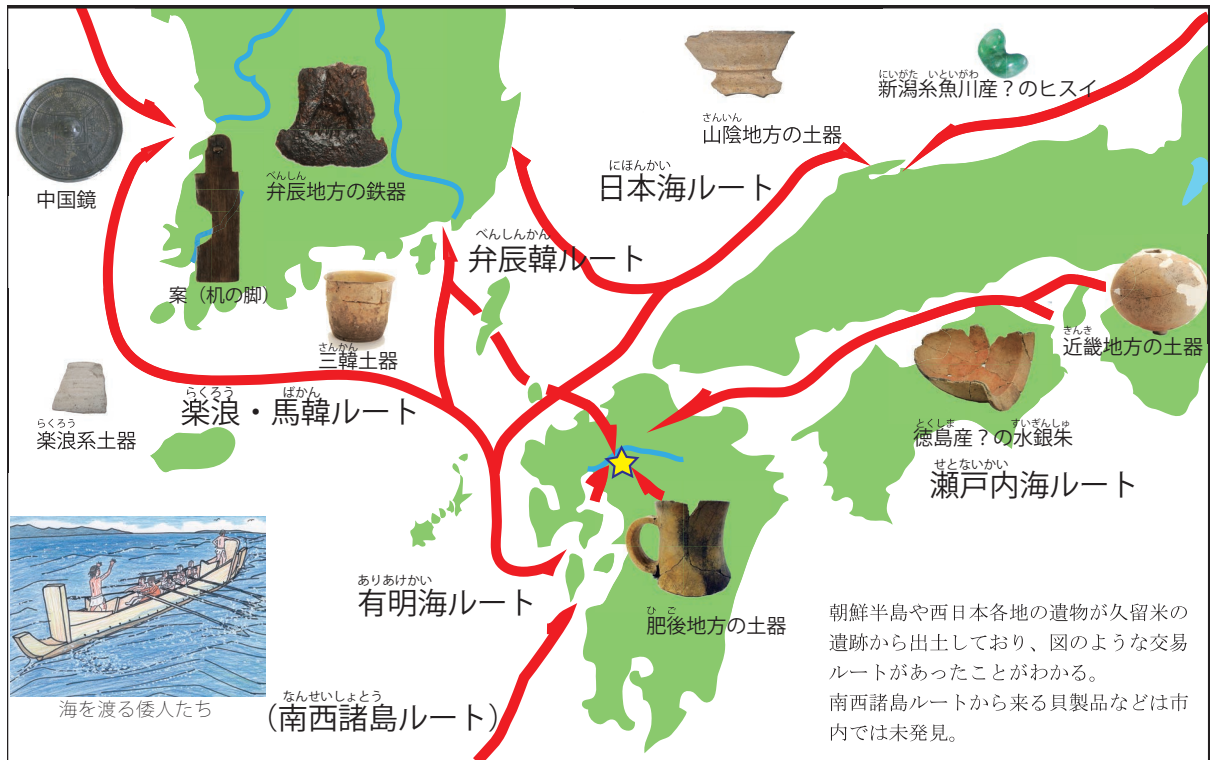 にいがた いといがわ
新潟糸魚川産？のヒスイ
さんいん
山陰地方の土器
にほんかい
日本海ルート
中国鏡
べんしん
弁辰地方の鉄器
べんしんかん
弁辰韓ルート
案（机の脚）
さんかん
三韓土器
きんき
近畿地方の土器
らくろう ばかん
楽浪・馬韓ルート
らくろう
楽浪系土器
とくしま すいぎんしゅ
徳島産？の水銀朱
せとないかい
瀬戸内海ルート
ありあけかい
有明海ルート
ひご
肥後地方の土器
なんせいしょとう
（南西諸島ルート）
海を渡る倭人たち
朝鮮半島や西日本各地の遺物が久留米の
遺跡から出土しており、図のような交易
ルートがあったことがわかる。
南西諸島ルートから来る貝製品などは市
内では未発見。